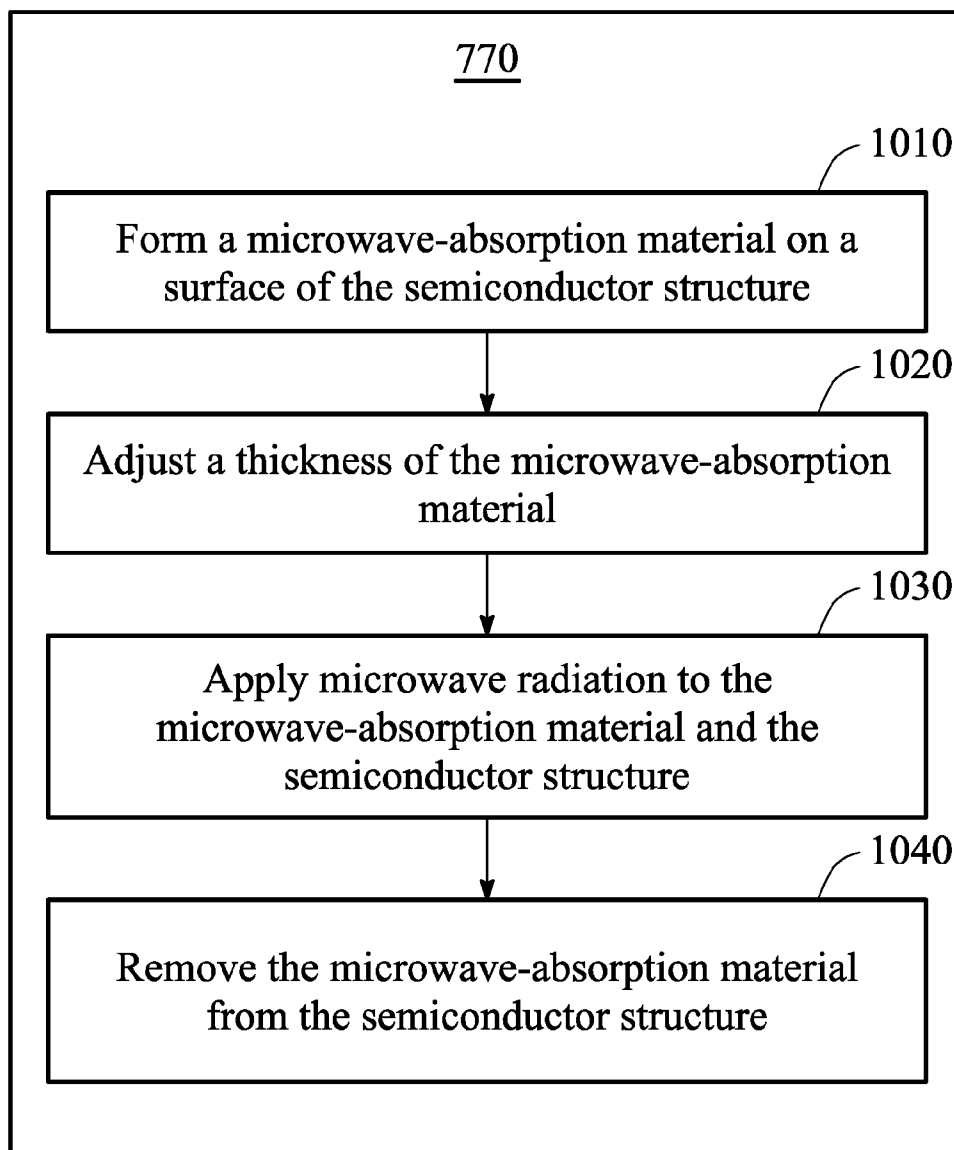 770
1010
Form a microwave-absorption material on a
surface of the semiconductor structure
1020
Adjust a thickness of the microwave-absorption
material
1030
Apply microwave radiation to the
microwave-absorption material and the
semiconductor structure
1040
Remove the microwave-absorption material
from the semiconductor structure